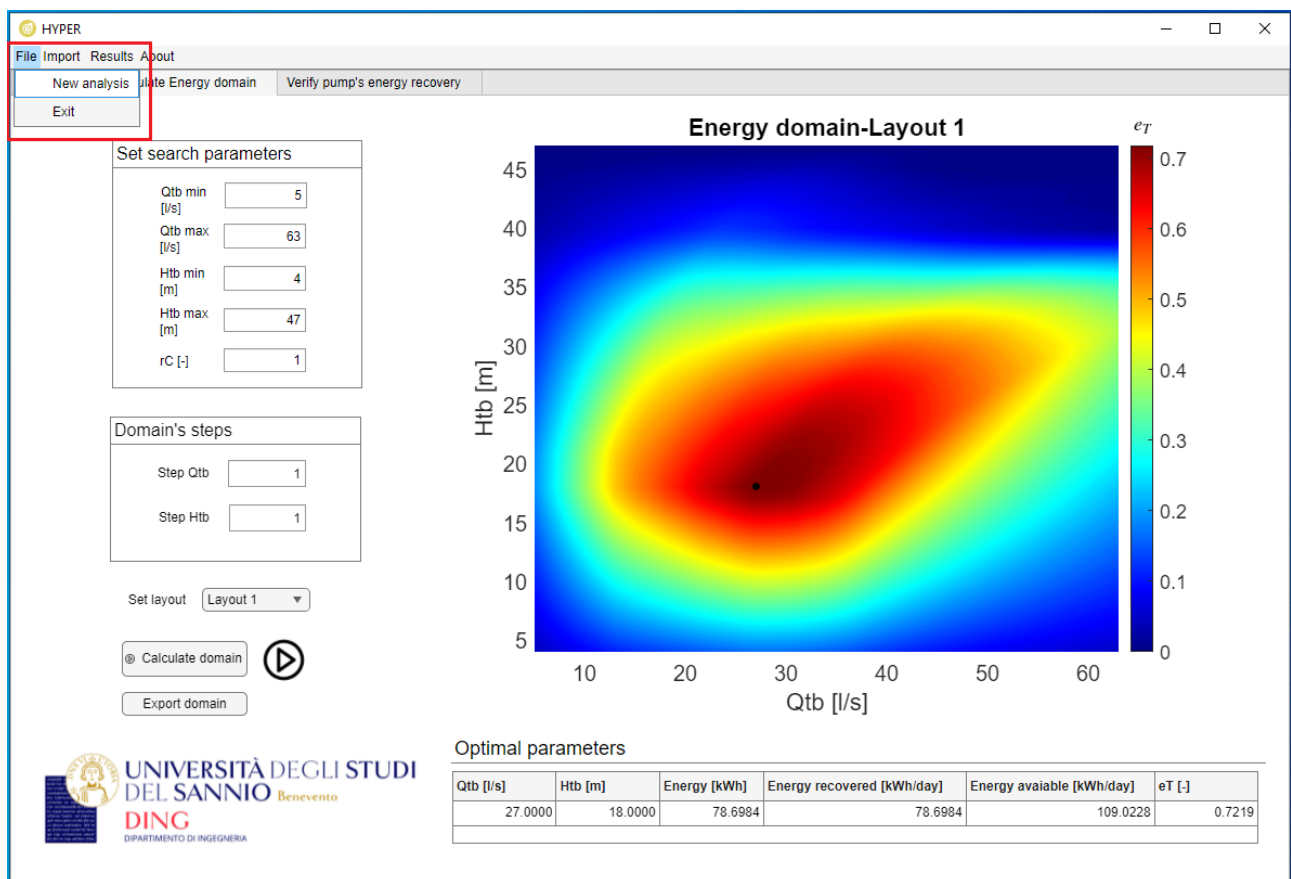 HYPER
File Import Results About
New analysis
ulate Energy domain
Verify pump's energy recovery
Exit
Set search parameters
Qtb min
[l/s]
5
Qtb max
[l/s]
63
Htb min
[m]
4
Htb max
[m]
47
rC [-]
1
Domain's steps
Step Qtb
1
Step Htb
1
Set layout
Layout 1
Calculate domain
Export domain
Energy domain-Layout 1
e_T
45
40
35
30
25
20
15
10
5
Htb [m]
10 20 30 40 50 60
Qtb [l/s]
0.7
0.6
0.5
0.4
0.3
0.2
0.1
0
UNIVERSITÀ DEGLI STUDI
DEL SANNIO Benevento
DING
DIPARTIMENTO DI INGEGNERIA
Optimal parameters
Qtb [l/s] Htb [m] Energy [kWh] Energy recovered [kWh/day] Energy avaiable [kWh/day] eT [-]
27.0000 18.0000 78.6984 78.6984 109.0228 0.7219